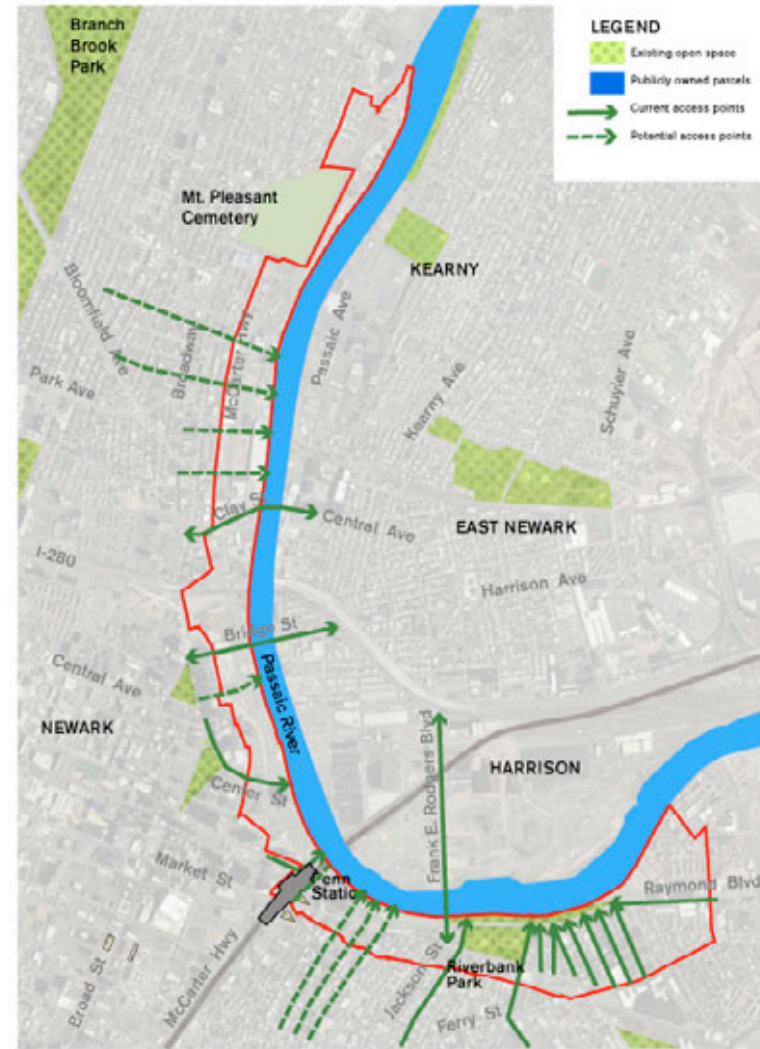 Branch
Brook
Park
LEGEND
Existing open space
Publicly owned parcels
Current access points
Potential access points
Mt. Pleasant
Cemetery
KEARNY
Bloomfield Ave
Broadway
McCarter Hwy
Passaic Ave
Park Ave
Kearny Ave
Schuyler Ave
Clay S
Central Ave
EAST NEWARK
I-280
Harrison Ave
Bridge St
Central Ave
Passaic River
NEWARK
Frank E. Rodgers Blvd
HARRISON
Center St
Market St
Penn
Station
Raymond Blvd
Broad St
McCarter Hwy
Jackson St
Riverbank
Park
Ferry St